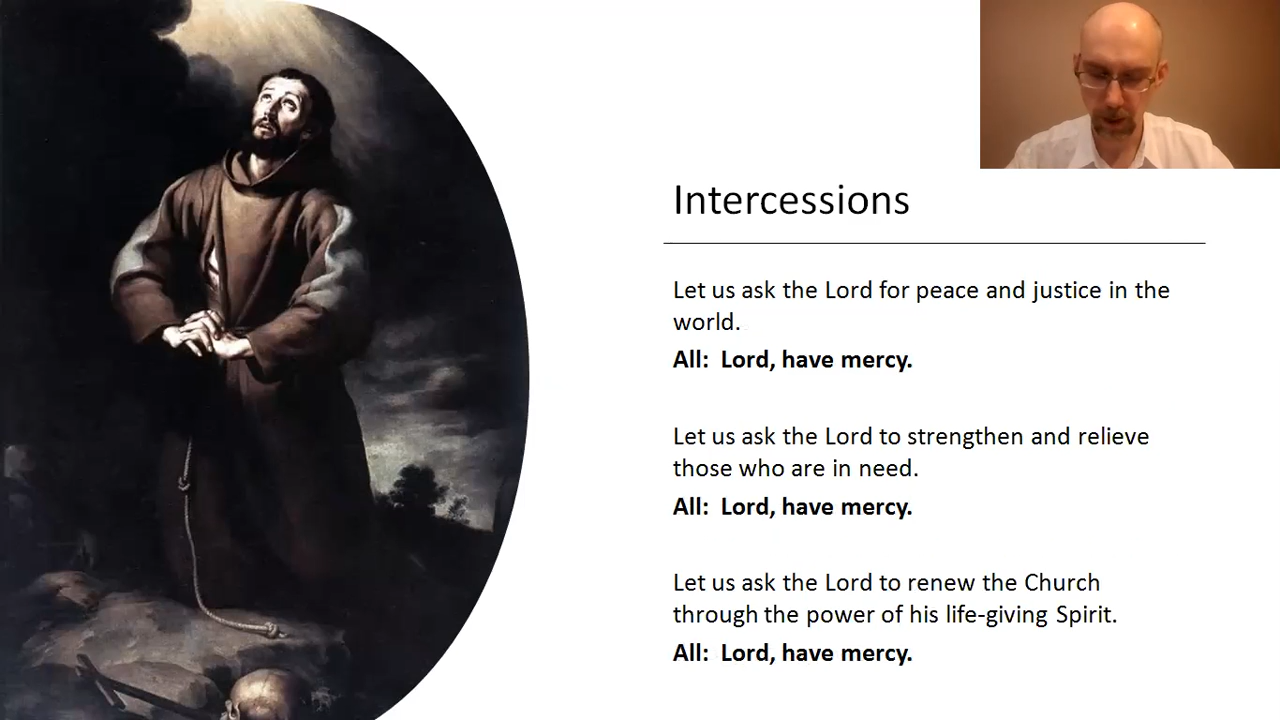 Intercessions
Let us ask the Lord for peace and justice in the
world.
All:  Lord, have mercy.
Let us ask the Lord to strengthen and relieve
those who are in need.
All:  Lord, have mercy.
Let us ask the Lord to renew the Church
through the power of his life-giving Spirit.
All:  Lord, have mercy.